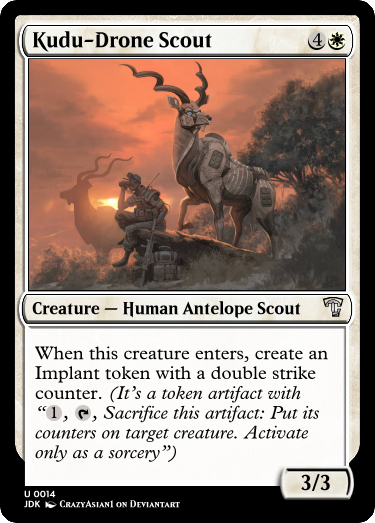 Kudu-Drone Scout 4
Creature — Human Antelope Scout
When this creature enters, create an
Implant token with a double strike
counter. (It's a token artifact with
“1, , Sacrifice this artifact: Put its
counters on target creature. Activate
only as a sorcery”)
3/3
U 0014
JDK CrazyAsian1 on Deviantart